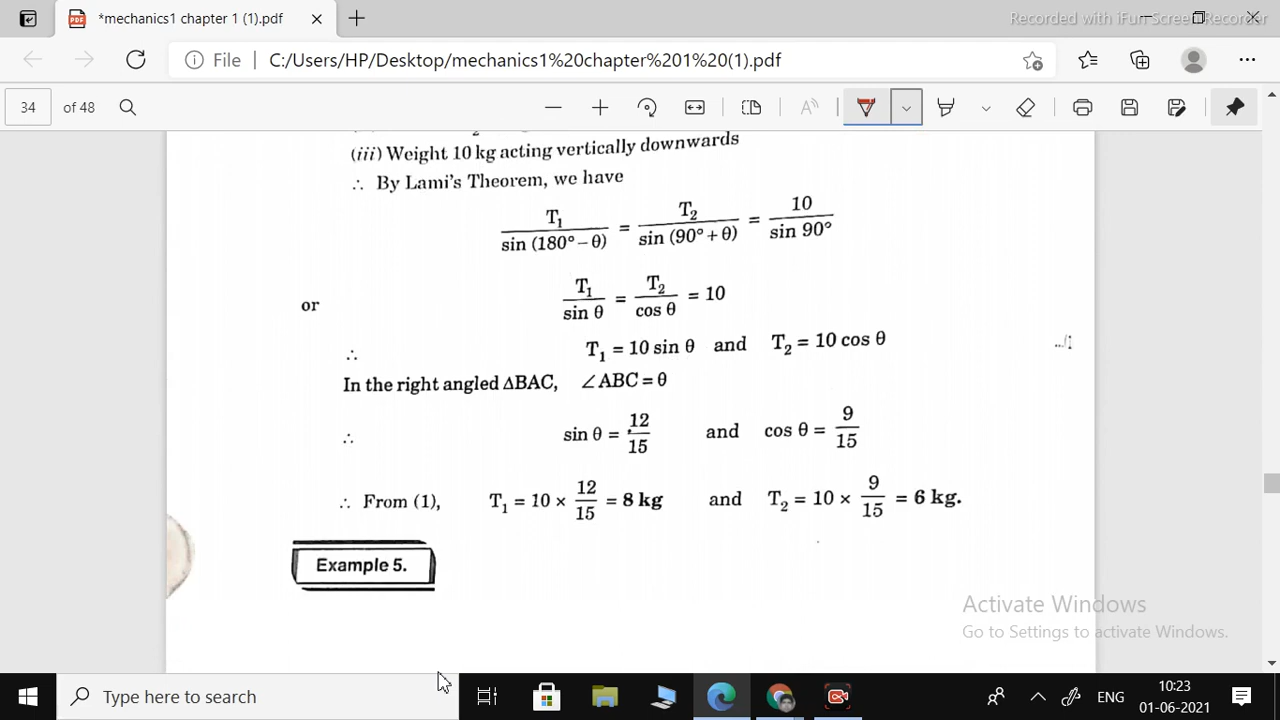 *mechanics1 chapter 1 (1).pdf
Recorded with iFun Screen Recorder
File C:/Users/HP/Desktop/mechanics1%20chapter%201%20(1).pdf
34 of 48
(iii) Weight 10 kg acting vertically downwards
∴ By Lami's Theorem, we have
T₁ / sin (180° – θ) = T₂ / sin (90° + θ) = 10 / sin 90°
or T₁ / sin θ = T₂ / cos θ = 10
∴ T₁ = 10 sin θ and T₂ = 10 cos θ
In the right angled ΔBAC, ∠ABC = θ
∴ sin θ = 12/15 and cos θ = 9/15
∴ From (1), T₁ = 10 × 12/15 = 8 kg and T₂ = 10 × 9/15 = 6 kg.
Example 5.
Activate Windows
Go to Settings to activate Windows.
Type here to search
ENG
10:23
01-06-2021